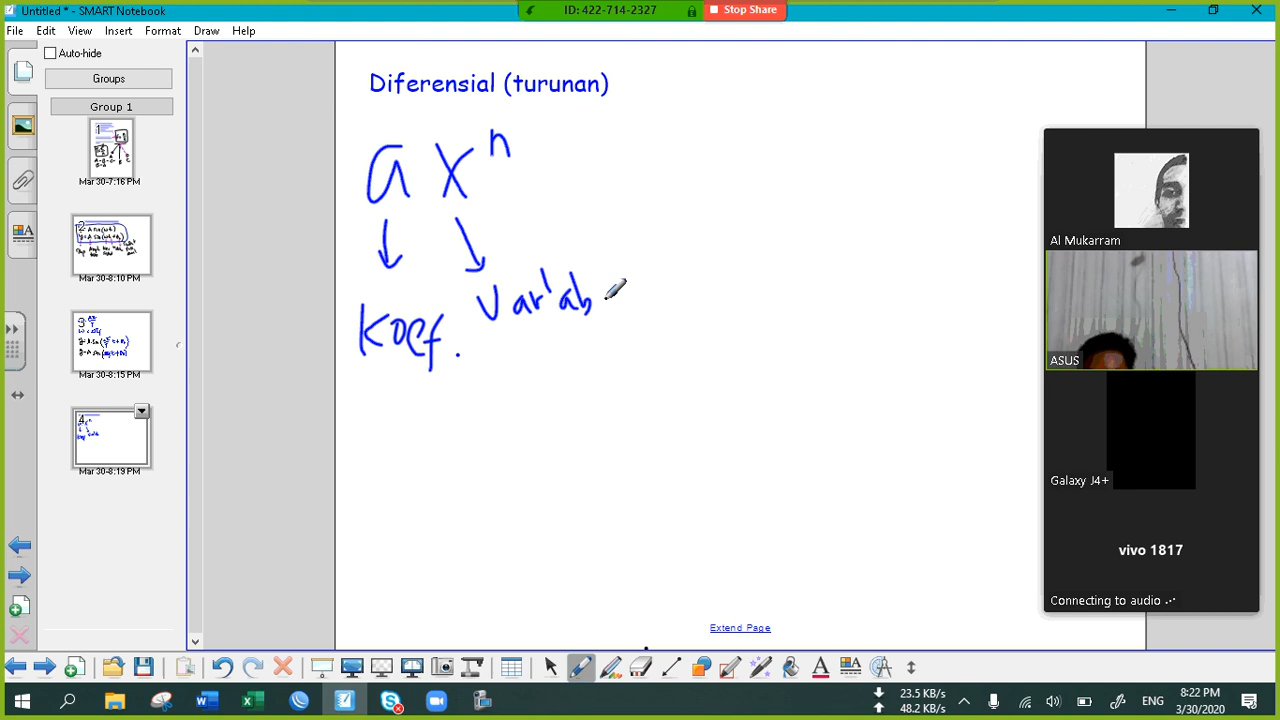 Untitled * - SMART Notebook
ID: 422-714-2327
Stop Share
File Edit View Insert Format Draw Help
Auto-hide
Groups
Group 1
Mar 30-7:16 PM
Mar 30-8:10 PM
Mar 30-8:15 PM
Mar 30-8:19 PM
Diferensial (turunan)
a xⁿ
Koef.
Variab
Extend Page
Al Mukarram
ASUS
Galaxy J4+
vivo 1817
Connecting to audio
23.5 KB/s
48.2 KB/s
ENG
8:22 PM
3/30/2020